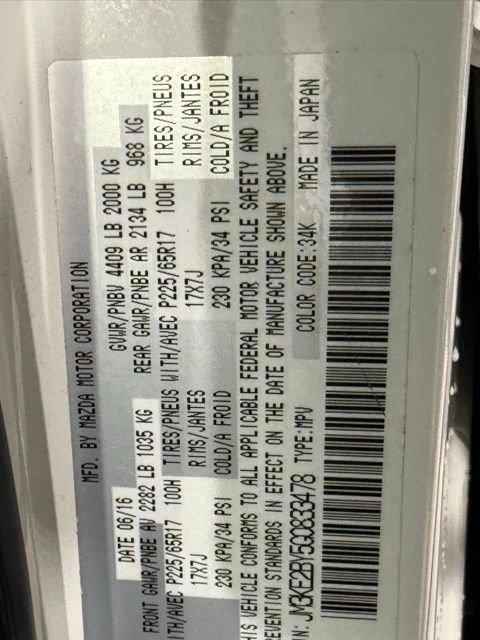 MFD. BY MAZDA MOTOR CORPORATION
DATE 06/16 GVWR/PNBV 4409 LB 2000 KG
FRONT GAWR/PNBE AV 2282 LB 1035 KG REAR GAWR/PNBE AR 2134 LB 968 KG
ITH/AVEC P225/65R17 100H TIRES/PNEUS WITH/AVEC P225/65R17 100H TIRES/PNEUS
17X7J RIMS/JANTES 17X7J RIMS/JANTES
230 KPA/34 PSI COLD/A FROID 230 KPA/34 PSI COLD/A FROID
HIS VEHICLE CONFORMS TO ALL APPLICABLE FEDERAL MOTOR VEHICLE SAFETY AND THEFT
EVENTION STANDARDS IN EFFECT ON THE DATE OF MANUFACTURE SHOWN ABOVE.
IN: JM3KE2BY5G0833478 TYPE:MPV COLOR CODE:34K MADE IN JAPAN